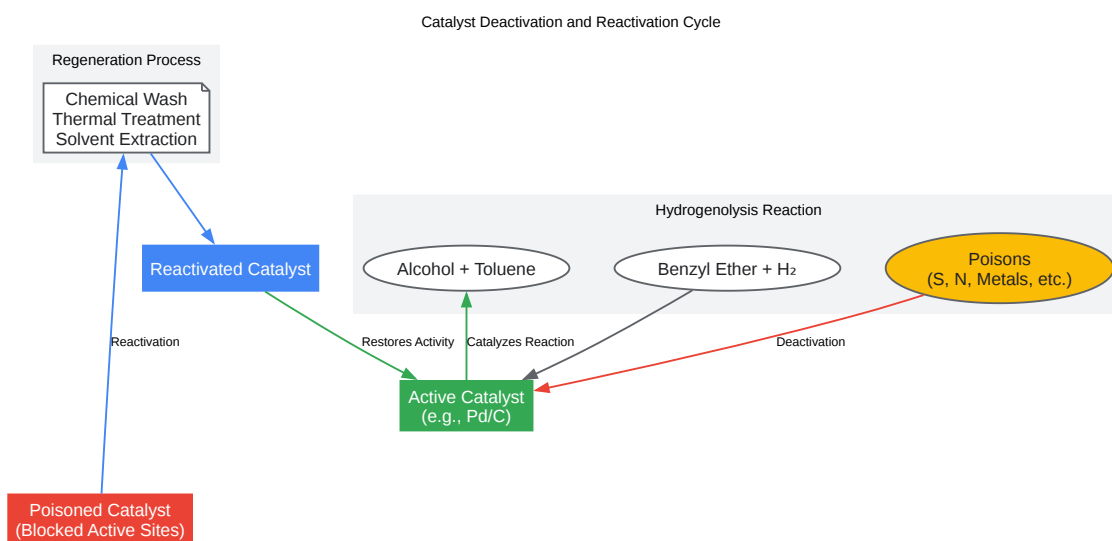 Catalyst Deactivation and Reactivation Cycle
Regeneration Process
Chemical Wash
Thermal Treatment
Solvent Extraction
Hydrogenolysis Reaction
Reactivated Catalyst
Alcohol + Toluene
Benzyl Ether + H₂
Poisons
(S, N, Metals, etc.)
Reactivation
Restores Activity
Catalyzes Reaction
Deactivation
Active Catalyst
(e.g., Pd/C)
Poisoned Catalyst
(Blocked Active Sites)